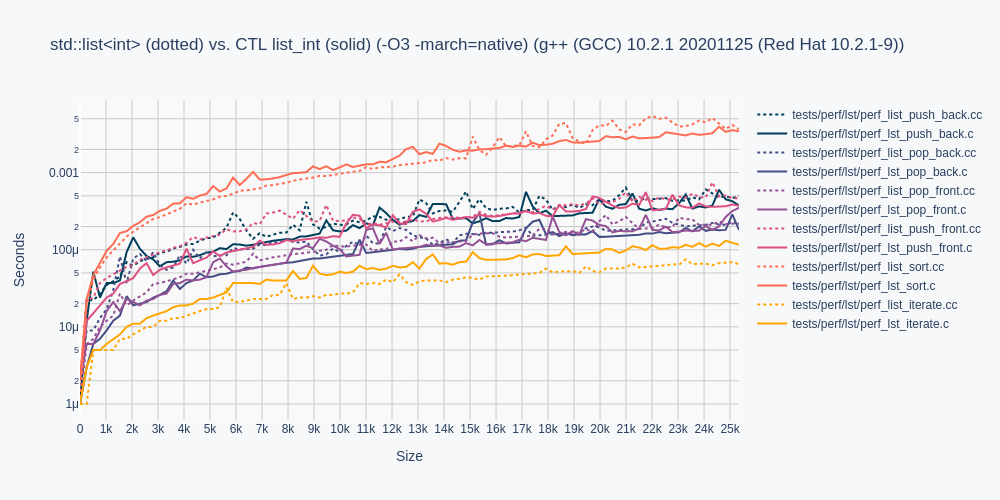 std::list<int> (dotted) vs. CTL list_int (solid) (-O3 -march=native) (g++ (GCC) 10.2.1 20201125 (Red Hat 10.2.1-9))
Seconds
5
2
0.001
5
2
100μ
5
2
10μ
5
2
1μ
0 1k 2k 3k 4k 5k 6k 7k 8k 9k 10k 11k 12k 13k 14k 15k 16k 17k 18k 19k 20k 21k 22k 23k 24k 25k
Size
tests/perf/lst/perf_list_push_back.cc
tests/perf/lst/perf_lst_push_back.c
tests/perf/lst/perf_list_pop_back.cc
tests/perf/lst/perf_lst_pop_back.c
tests/perf/lst/perf_list_pop_front.cc
tests/perf/lst/perf_lst_pop_front.c
tests/perf/lst/perf_list_push_front.cc
tests/perf/lst/perf_lst_push_front.c
tests/perf/lst/perf_list_sort.cc
tests/perf/lst/perf_lst_sort.c
tests/perf/lst/perf_list_iterate.cc
tests/perf/lst/perf_lst_iterate.c